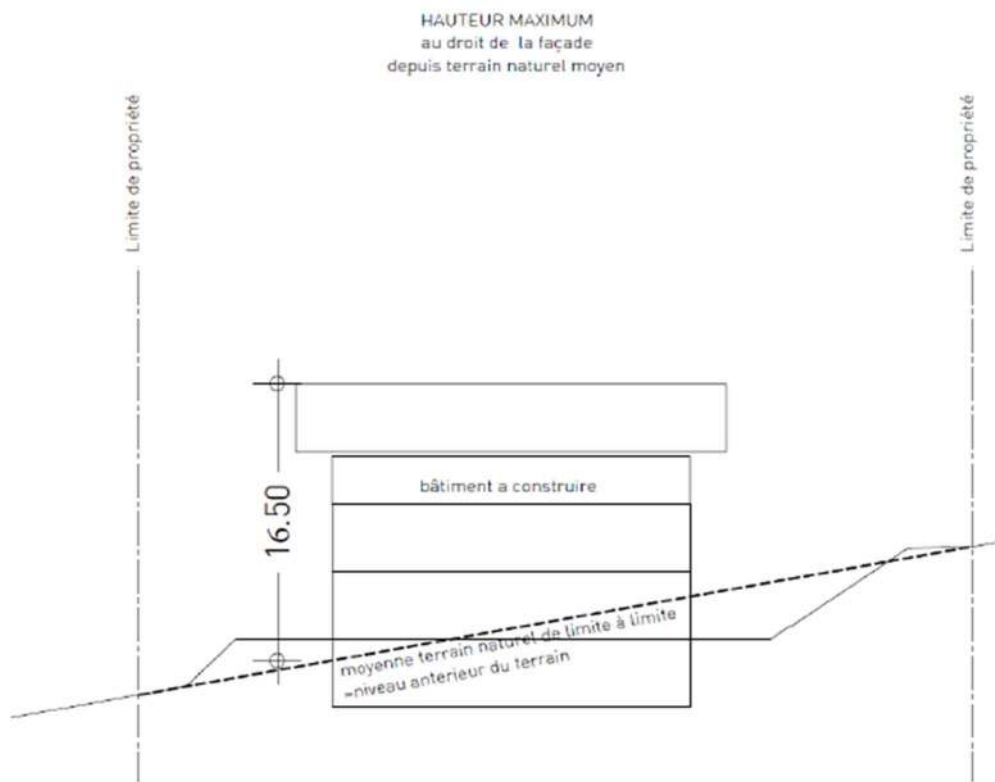 HAUTEUR MAXIMUM
au droit de la façade
depuis terrain naturel moyen
Limite de propriété
Limite de propriété
bâtiment a construire
16.50
moyenne terrain naturel de limite à limite
=niveau anterieur du terrain